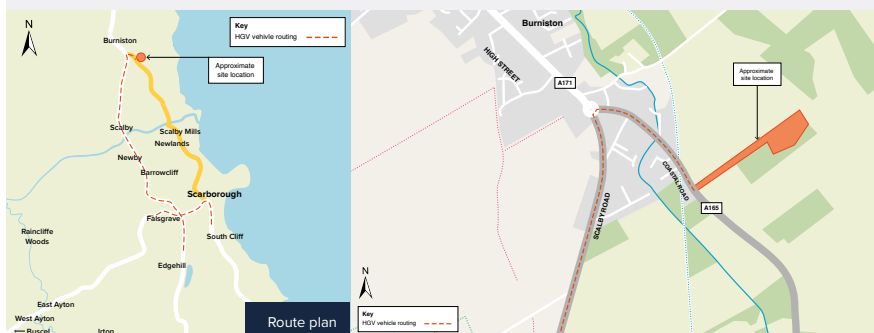 N
Key
HGV vehivle routing
Burniston
Approximate
site location
Scalby
Scalby Mills
Newlands
Newby
Barrowcliff
Scarborough
Falsgrave
Raincliffe
Woods
South Cliff
Edgehill
East Ayton
West Ayton
Irton
Route plan
Burniston
HIGH STREET
A171
Approximate
site location
COASTAL ROAD
A165
SCALBY ROAD
N
Key
HGV vehicle routing